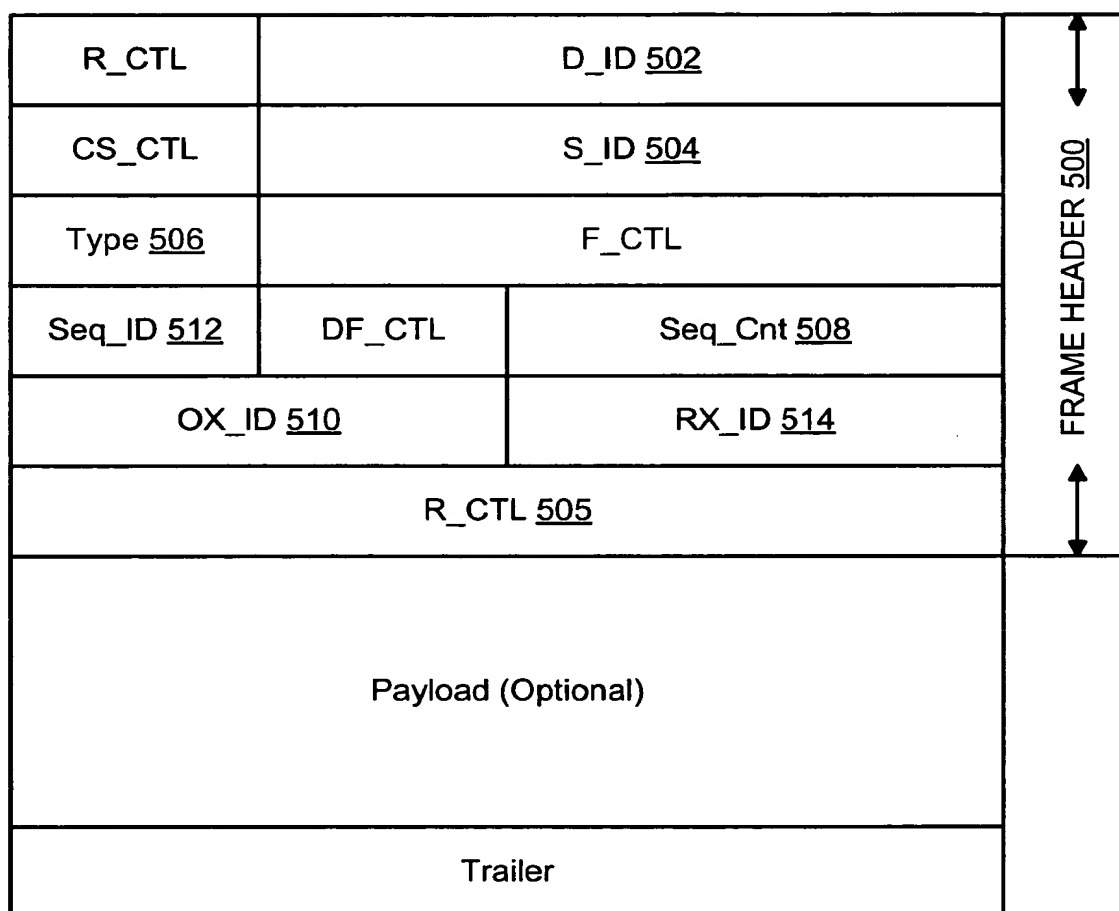 R_CTL
D_ID 502
CS_CTL
S_ID 504
Type 506
F_CTL
Seq_ID 512
DF_CTL
Seq_Cnt 508
OX_ID 510
RX_ID 514
R_CTL 505
FRAME HEADER 500
Payload (Optional)
Trailer